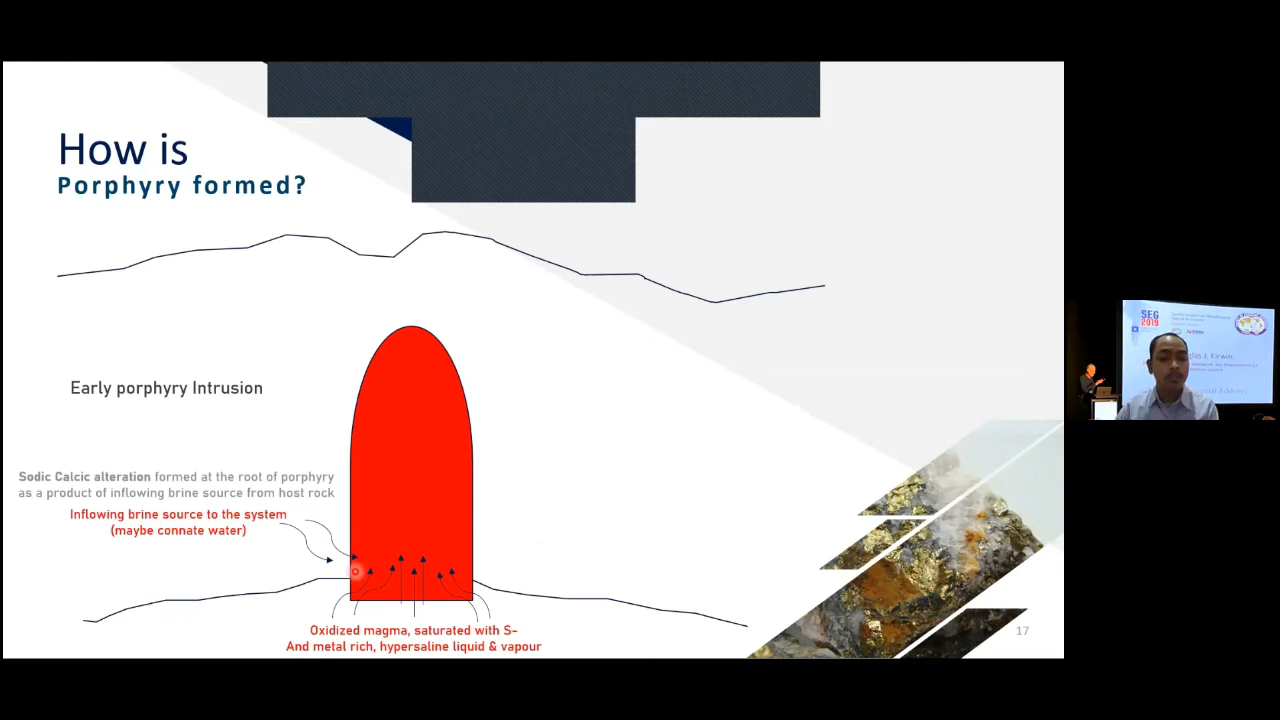 How is
Porphyry formed?
Early porphyry Intrusion
Sodic Calcic alteration formed at the root of porphyry
as a product of inflowing brine source from host rock
Inflowing brine source to the system
(maybe connate water)
Oxidized magma, saturated with S-
And metal rich, hypersaline liquid & vapour
17
SEG
2019
J. Kirwin